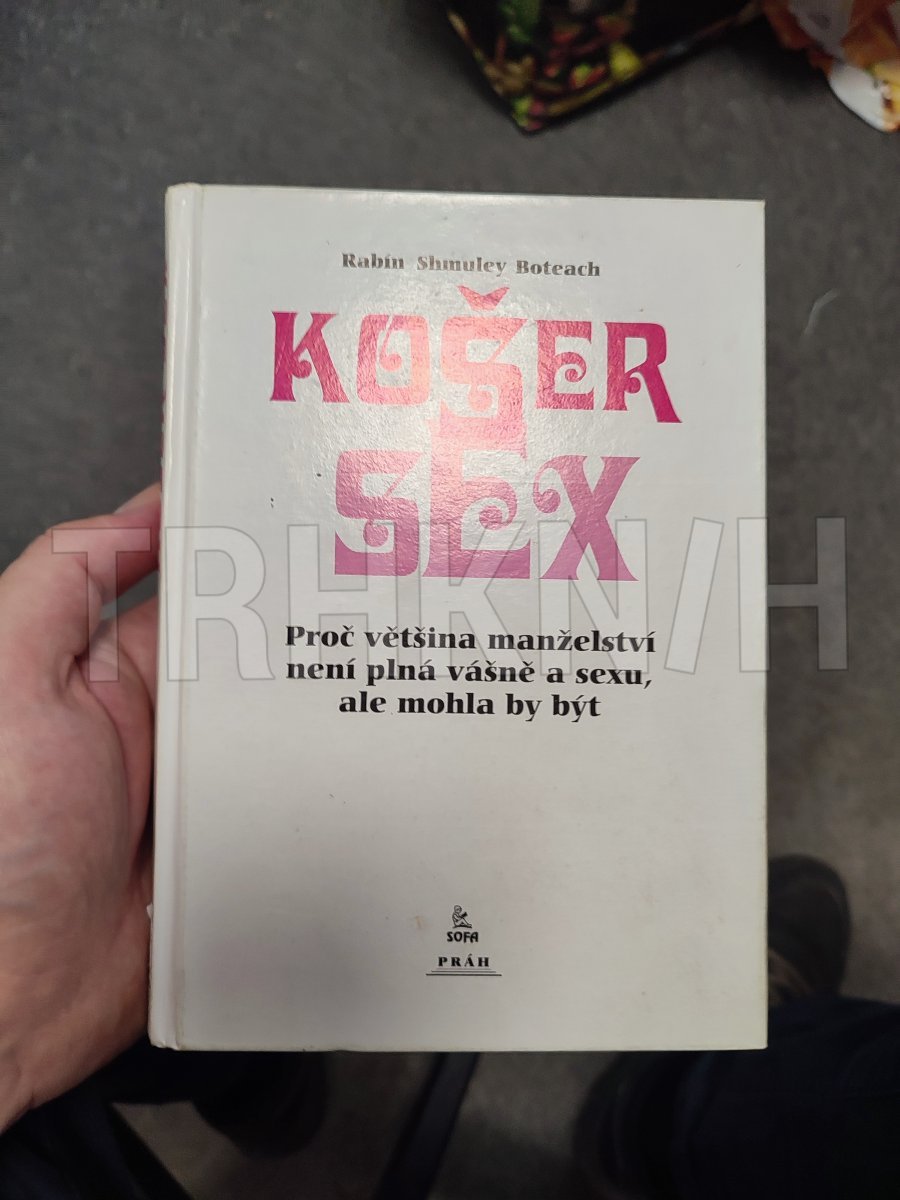 Rabín Shmuley Boteach
KOŠER
SEX
TRHKNIH
Proč většina manželství
není plná vášně a sexu,
ale mohla by být
SOFA
PRÁH